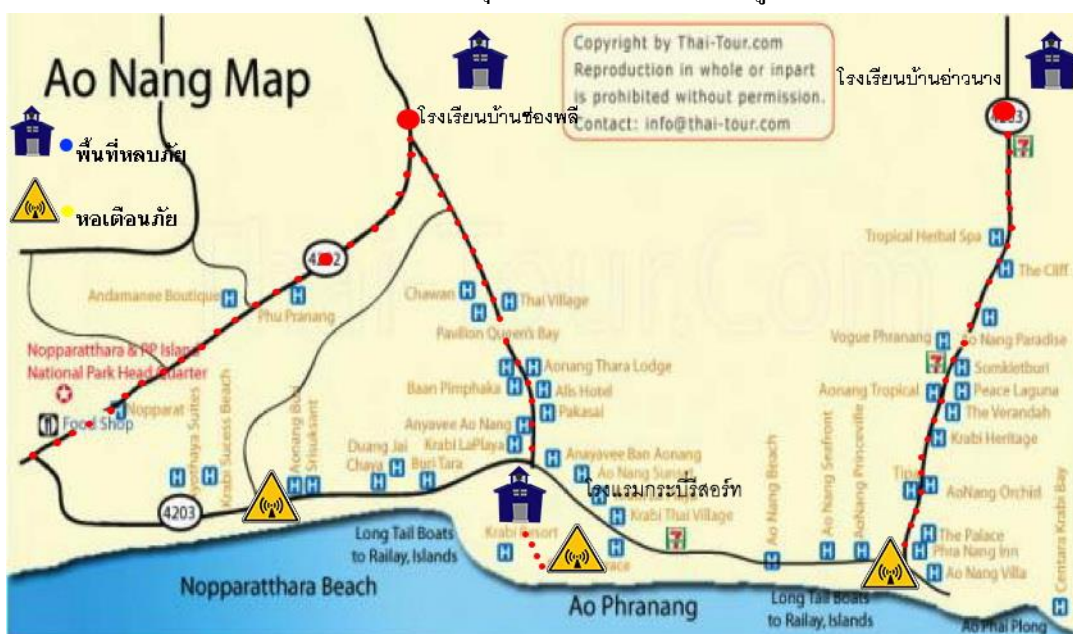 Ao Nang Map
Copyright by Thai-Tour.com
Reproduction in whole or inpart
is prohibited without permission.
Contact: info@thai-tour.com
โรงเรียนบ้านช่องพลี
โรงเรียนบ้านอ่าวนาง
พื้นที่หลบภัย
หอเตือนภัย
Tropical Herbal Spa
The Cliff
Andamanee Boutique
Phu Pranang
Chawan
Thai Village
Pavilion Queen's Bay
Vogue Phranang
Ao Nang Paradise
Nopparatthara & PP Island
National Park Head Quarter
Aonang Thara Lodge
Somkietburi
Baan Pimphaka
Alis Hotel
Aonang Tropical
Peace Laguna
Nopparat
Food Shop
Pakasai
The Verandah
Anyavee Ao Nang
Krabi LaPlaya
Krabi Heritage
Krabi Sucess Beach
Srisuksant
Duang Jai
Chaya
Buri Tara
Anayavee Ban Aonang
Ao Nang Sunset
โรงแรมกระบี่รีสอร์ท
Ao Nang Beach
Ao Nang Seafront
AoNang Princeville
AoNang Orchid
4203
Krabi Thai Village
Krabi Resort
Long Tail Boats
to Railay, Islands
The Palace
Phra Nang Inn
Ao Nang Villa
Centara Krabi Bay
Nopparatthara Beach
Ao Phranang
Long Tail Boats
to Railay, Islands
Ao Phai Plong